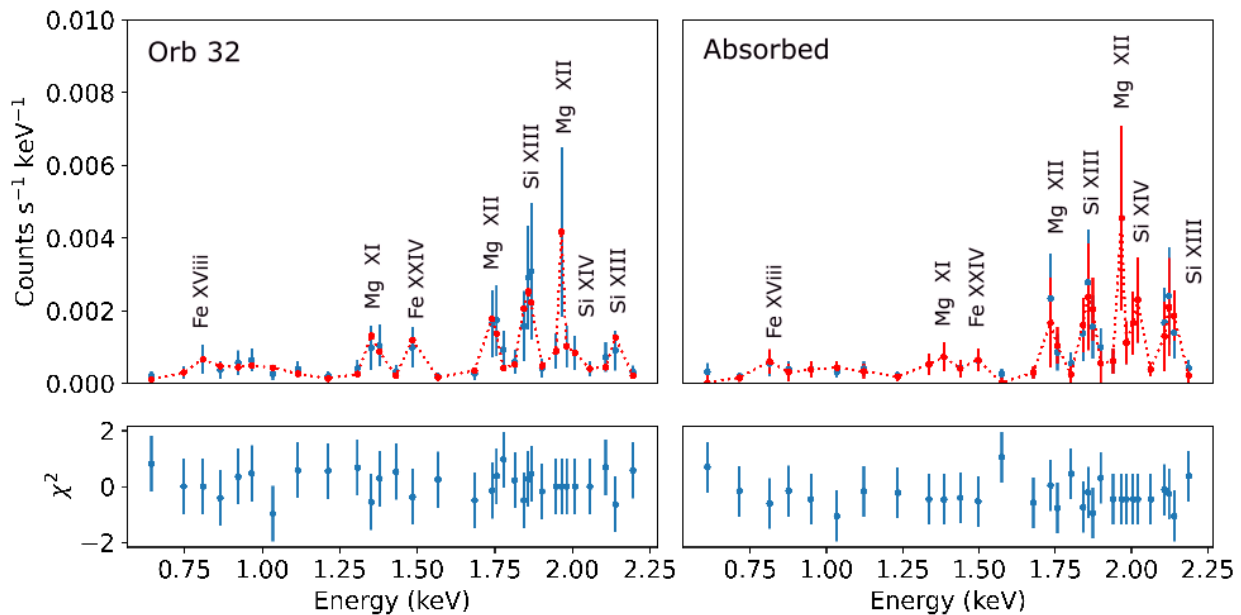 Orb 32
Absorbed
Counts s⁻¹ keV⁻¹
0.010
0.008
0.006
0.004
0.002
0.000
Fe XViii
Mg XI
Fe XXIV
Mg XII
Si XIII
Mg XII
Si XIV
Si XIII
Fe XViii
Mg XI
Fe XXIV
Mg XII
Si XIII
Mg XII
Si XIV
Si XIII
χ²
2
0
−2
0.75 1.00 1.25 1.50 1.75 2.00 2.25
0.75 1.00 1.25 1.50 1.75 2.00 2.25
Energy (keV)
Energy (keV)